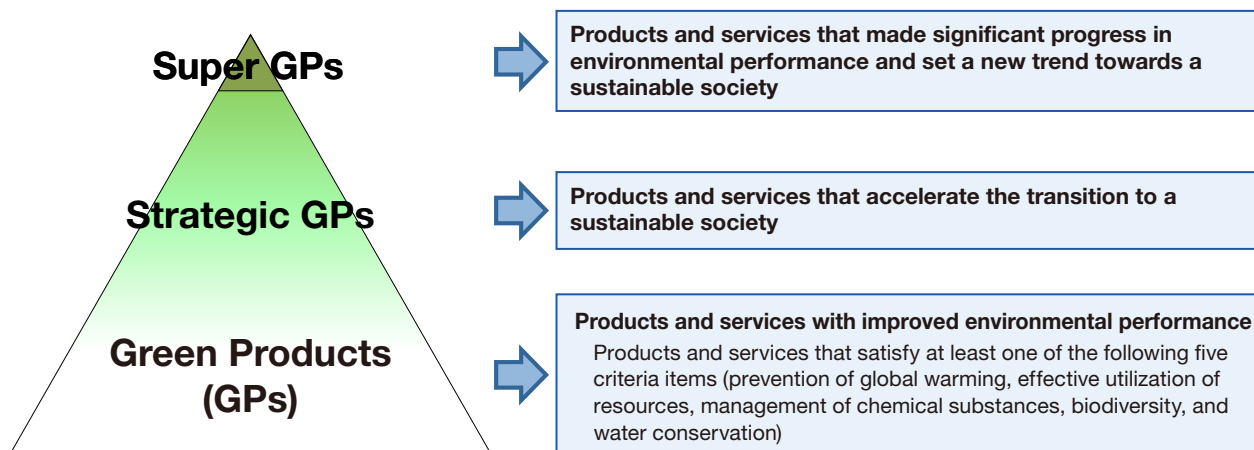 Super GPs
Products and services that made significant progress in
environmental performance and set a new trend towards a
sustainable society
Strategic GPs
Products and services that accelerate the transition to a
sustainable society
Green Products
(GPs)
Products and services with improved environmental performance
Products and services that satisfy at least one of the following five
criteria items (prevention of global warming, effective utilization of
resources, management of chemical substances, biodiversity, and
water conservation)